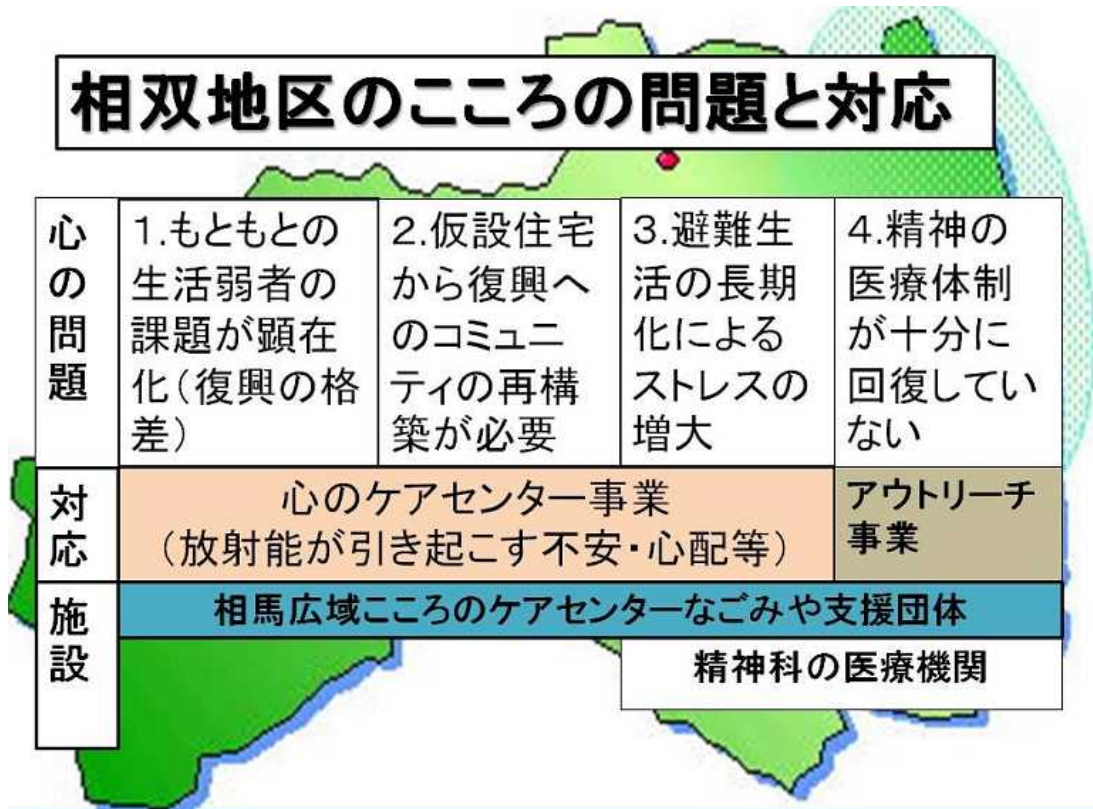 相双地区のこころの問題と対応
心の問題
1.もともとの
生活弱者の
課題が顕在
化(復興の格
差)
2.仮設住宅
から復興へ
のコミュニ
ティの再構
築が必要
3.避難生
活の長期
化による
ストレスの
増大
4.精神の
医療体制
が十分に
回復してい
ない
対応
心のケアセンター事業
(放射能が引き起こす不安・心配等)
アウトリーチ
事業
施設
相馬広域こころのケアセンターなごみや支援団体
精神科の医療機関